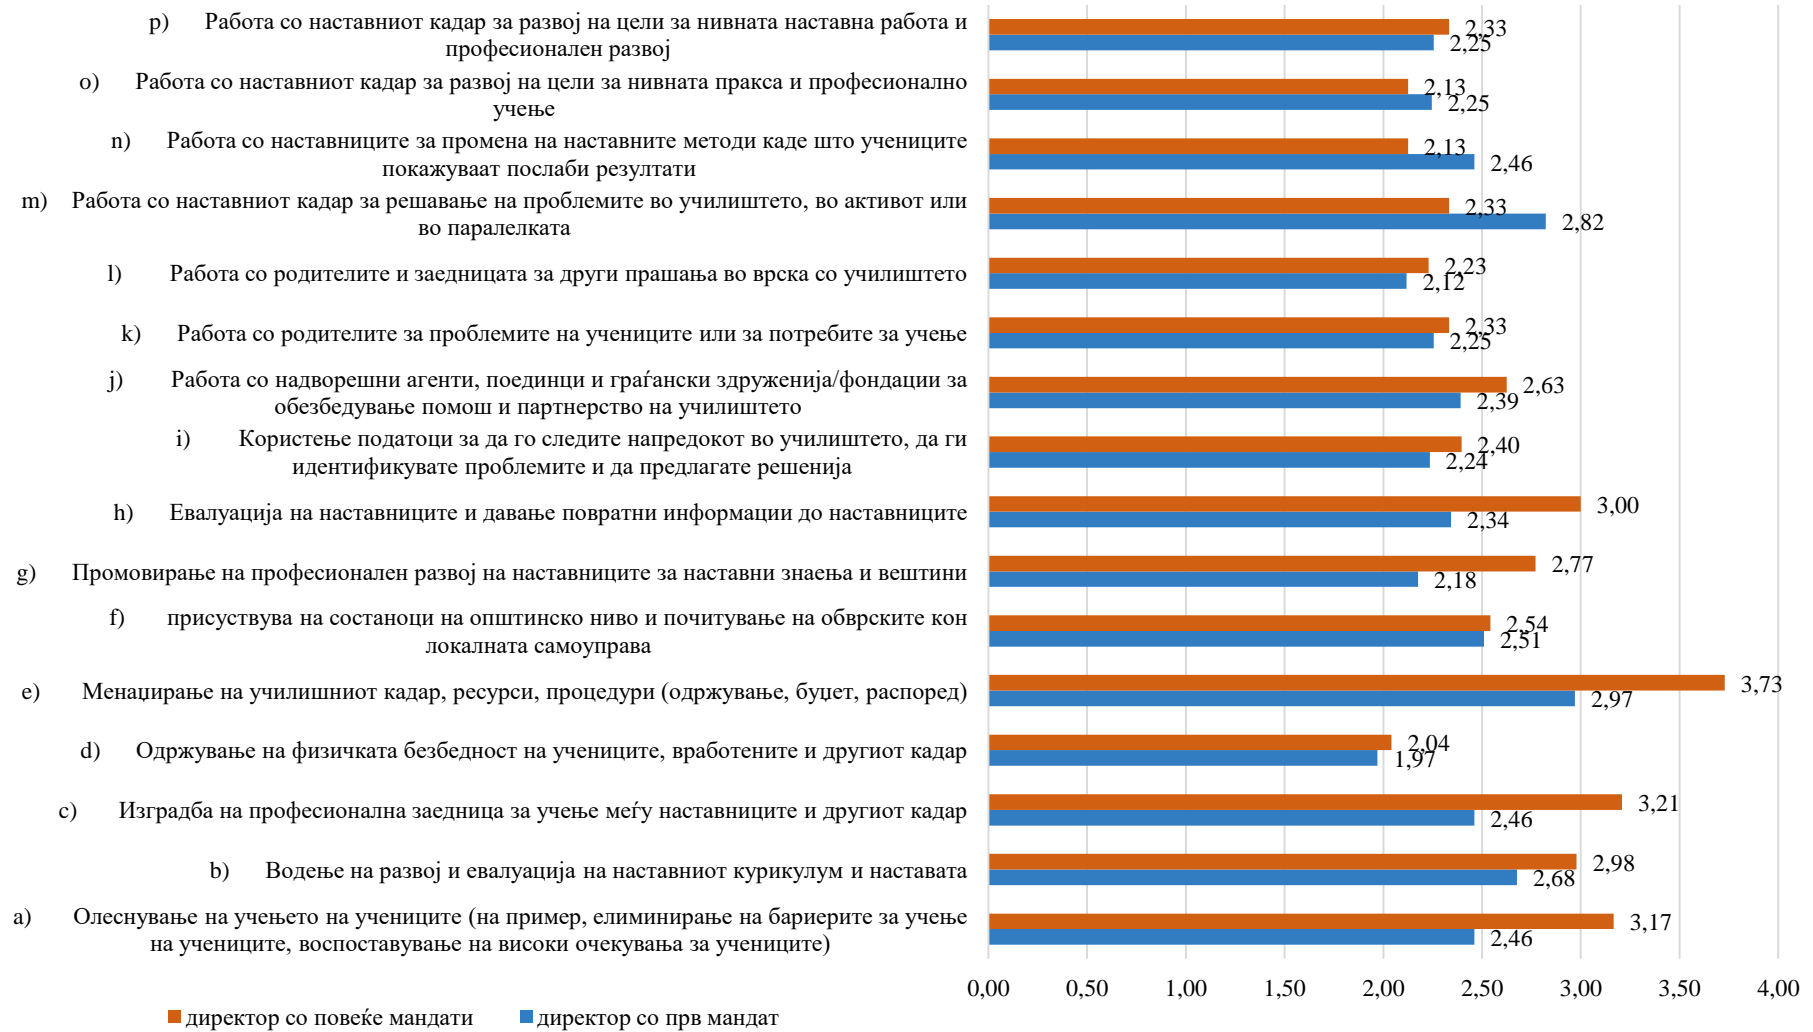 p) Работа со наставниот кадар за развој на цели за нивната наставна работа и
професионален развој
2,33
2,25
o) Работа со наставниот кадар за развој на цели за нивната пракса и професионално
учење
2,13
2,25
n) Работа со наставниците за промена на наставните методи каде што учениците
покажуваат послаби резултати
2,13
2,46
m) Работа со наставниот кадар за решавање на проблемите во училиштето, во активот или
во паралелката
2,33
2,82
l) Работа со родителите и заедницата за други прашања во врска со училиштето
2,23
2,12
k) Работа со родителите за проблемите на учениците или за потребите за учење
2,33
2,25
j) Работа со надворешни агенти, поединци и граѓански здруженија/фондации за
обезбедување помош и партнерство на училиштето
2,63
2,39
i) Користење податоци за да го следите напредокот во училиштето, да ги
идентификувате проблемите и да предлагате решенија
2,40
2,24
h) Евалуација на наставниците и давање повратни информации до наставниците
3,00
2,34
g) Промовирање на професионален развој на наставниците за наставни знаења и вештини
2,77
2,18
f) присуствува на состаноци на општинско ниво и почитување на обврските кон
локалната самоуправа
2,54
2,51
e) Менаџирање на училишниот кадар, ресурси, процедури (одржување, буџет, распоред)
3,73
2,97
d) Одржување на физичката безбедност на учениците, вработените и другиот кадар
2,04
1,97
c) Изградба на професионална заедница за учење меѓу наставниците и другиот кадар
3,21
2,46
b) Водење на развој и евалуација на наставниот курикулум и наставата
2,98
2,68
a) Олеснување на учењето на учениците (на пример, елиминирање на бариерите за учење
на учениците, воспоставување на високи очекувања за учениците)
3,17
2,46
0,00 0,50 1,00 1,50 2,00 2,50 3,00 3,50 4,00
директор со повеќе мандати директор со прв мандат